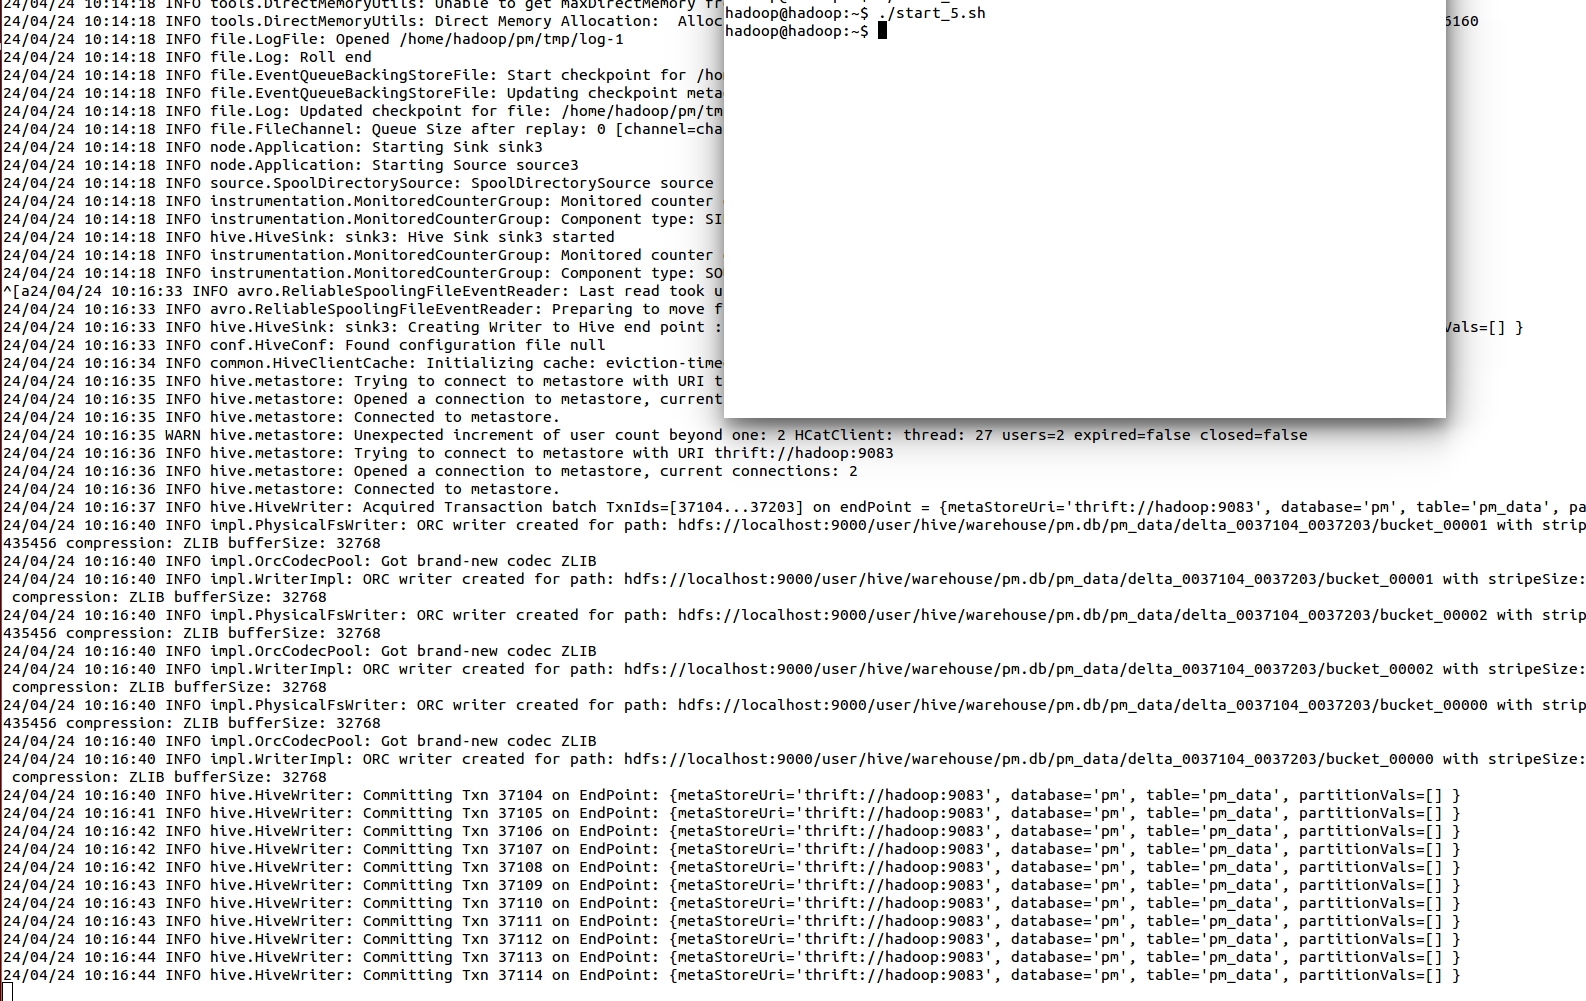 24/04/24 10:14:18 INFO tools.DirectMemoryUtils: Unable to get maxDirectMemory fr
24/04/24 10:14:18 INFO tools.DirectMemoryUtils: Direct Memory Allocation:  Alloc
6160
24/04/24 10:14:18 INFO file.LogFile: Opened /home/hadoop/pm/tmp/log-1
24/04/24 10:14:18 INFO file.Log: Roll end
24/04/24 10:14:18 INFO file.EventQueueBackingStoreFile: Start checkpoint for /ho
24/04/24 10:14:18 INFO file.EventQueueBackingStoreFile: Updating checkpoint meta
24/04/24 10:14:18 INFO file.Log: Updated checkpoint for file: /home/hadoop/pm/tm
24/04/24 10:14:18 INFO file.FileChannel: Queue Size after replay: 0 [channel=cha
24/04/24 10:14:18 INFO node.Application: Starting Sink sink3
24/04/24 10:14:18 INFO node.Application: Starting Source source3
24/04/24 10:14:18 INFO source.SpoolDirectorySource: SpoolDirectorySource source
24/04/24 10:14:18 INFO instrumentation.MonitoredCounterGroup: Monitored counter
24/04/24 10:14:18 INFO instrumentation.MonitoredCounterGroup: Component type: SI
24/04/24 10:14:18 INFO hive.HiveSink: sink3: Hive Sink sink3 started
24/04/24 10:14:18 INFO instrumentation.MonitoredCounterGroup: Monitored counter
24/04/24 10:14:18 INFO instrumentation.MonitoredCounterGroup: Component type: SO
^[a24/04/24 10:16:33 INFO avro.ReliableSpoolingFileEventReader: Last read took u
24/04/24 10:16:33 INFO avro.ReliableSpoolingFileEventReader: Preparing to move f
24/04/24 10:16:33 INFO hive.HiveSink: sink3: Creating Writer to Hive end point :
Vals=[] }
24/04/24 10:16:33 INFO conf.HiveConf: Found configuration file null
24/04/24 10:16:34 INFO common.HiveClientCache: Initializing cache: eviction-time
24/04/24 10:16:35 INFO hive.metastore: Trying to connect to metastore with URI t
24/04/24 10:16:35 INFO hive.metastore: Opened a connection to metastore, current
24/04/24 10:16:35 INFO hive.metastore: Connected to metastore.
24/04/24 10:16:35 WARN hive.metastore: Unexpected increment of user count beyond one: 2 HCatClient: thread: 27 users=2 expired=false closed=false
24/04/24 10:16:36 INFO hive.metastore: Trying to connect to metastore with URI thrift://hadoop:9083
24/04/24 10:16:36 INFO hive.metastore: Opened a connection to metastore, current connections: 2
24/04/24 10:16:36 INFO hive.metastore: Connected to metastore.
24/04/24 10:16:37 INFO hive.HiveWriter: Acquired Transaction batch TxnIds=[37104...37203] on endPoint = {metaStoreUri='thrift://hadoop:9083', database='pm', table='pm_data', pa
24/04/24 10:16:40 INFO impl.PhysicalFsWriter: ORC writer created for path: hdfs://localhost:9000/user/hive/warehouse/pm.db/pm_data/delta_0037104_0037203/bucket_00001 with strip
435456 compression: ZLIB bufferSize: 32768
24/04/24 10:16:40 INFO impl.OrcCodecPool: Got brand-new codec ZLIB
24/04/24 10:16:40 INFO impl.WriterImpl: ORC writer created for path: hdfs://localhost:9000/user/hive/warehouse/pm.db/pm_data/delta_0037104_0037203/bucket_00001 with stripeSize:
compression: ZLIB bufferSize: 32768
24/04/24 10:16:40 INFO impl.PhysicalFsWriter: ORC writer created for path: hdfs://localhost:9000/user/hive/warehouse/pm.db/pm_data/delta_0037104_0037203/bucket_00002 with strip
435456 compression: ZLIB bufferSize: 32768
24/04/24 10:16:40 INFO impl.OrcCodecPool: Got brand-new codec ZLIB
24/04/24 10:16:40 INFO impl.WriterImpl: ORC writer created for path: hdfs://localhost:9000/user/hive/warehouse/pm.db/pm_data/delta_0037104_0037203/bucket_00002 with stripeSize:
compression: ZLIB bufferSize: 32768
24/04/24 10:16:40 INFO impl.PhysicalFsWriter: ORC writer created for path: hdfs://localhost:9000/user/hive/warehouse/pm.db/pm_data/delta_0037104_0037203/bucket_00000 with strip
435456 compression: ZLIB bufferSize: 32768
24/04/24 10:16:40 INFO impl.OrcCodecPool: Got brand-new codec ZLIB
24/04/24 10:16:40 INFO impl.WriterImpl: ORC writer created for path: hdfs://localhost:9000/user/hive/warehouse/pm.db/pm_data/delta_0037104_0037203/bucket_00000 with stripeSize:
compression: ZLIB bufferSize: 32768
24/04/24 10:16:40 INFO hive.HiveWriter: Committing Txn 37104 on EndPoint: {metaStoreUri='thrift://hadoop:9083', database='pm', table='pm_data', partitionVals=[] }
24/04/24 10:16:41 INFO hive.HiveWriter: Committing Txn 37105 on EndPoint: {metaStoreUri='thrift://hadoop:9083', database='pm', table='pm_data', partitionVals=[] }
24/04/24 10:16:42 INFO hive.HiveWriter: Committing Txn 37106 on EndPoint: {metaStoreUri='thrift://hadoop:9083', database='pm', table='pm_data', partitionVals=[] }
24/04/24 10:16:42 INFO hive.HiveWriter: Committing Txn 37107 on EndPoint: {metaStoreUri='thrift://hadoop:9083', database='pm', table='pm_data', partitionVals=[] }
24/04/24 10:16:42 INFO hive.HiveWriter: Committing Txn 37108 on EndPoint: {metaStoreUri='thrift://hadoop:9083', database='pm', table='pm_data', partitionVals=[] }
24/04/24 10:16:43 INFO hive.HiveWriter: Committing Txn 37109 on EndPoint: {metaStoreUri='thrift://hadoop:9083', database='pm', table='pm_data', partitionVals=[] }
24/04/24 10:16:43 INFO hive.HiveWriter: Committing Txn 37110 on EndPoint: {metaStoreUri='thrift://hadoop:9083', database='pm', table='pm_data', partitionVals=[] }
24/04/24 10:16:43 INFO hive.HiveWriter: Committing Txn 37111 on EndPoint: {metaStoreUri='thrift://hadoop:9083', database='pm', table='pm_data', partitionVals=[] }
24/04/24 10:16:44 INFO hive.HiveWriter: Committing Txn 37112 on EndPoint: {metaStoreUri='thrift://hadoop:9083', database='pm', table='pm_data', partitionVals=[] }
24/04/24 10:16:44 INFO hive.HiveWriter: Committing Txn 37113 on EndPoint: {metaStoreUri='thrift://hadoop:9083', database='pm', table='pm_data', partitionVals=[] }
24/04/24 10:16:44 INFO hive.HiveWriter: Committing Txn 37114 on EndPoint: {metaStoreUri='thrift://hadoop:9083', database='pm', table='pm_data', partitionVals=[] }
hadoop@hadoop:~$ ./start_5.sh
hadoop@hadoop:~$